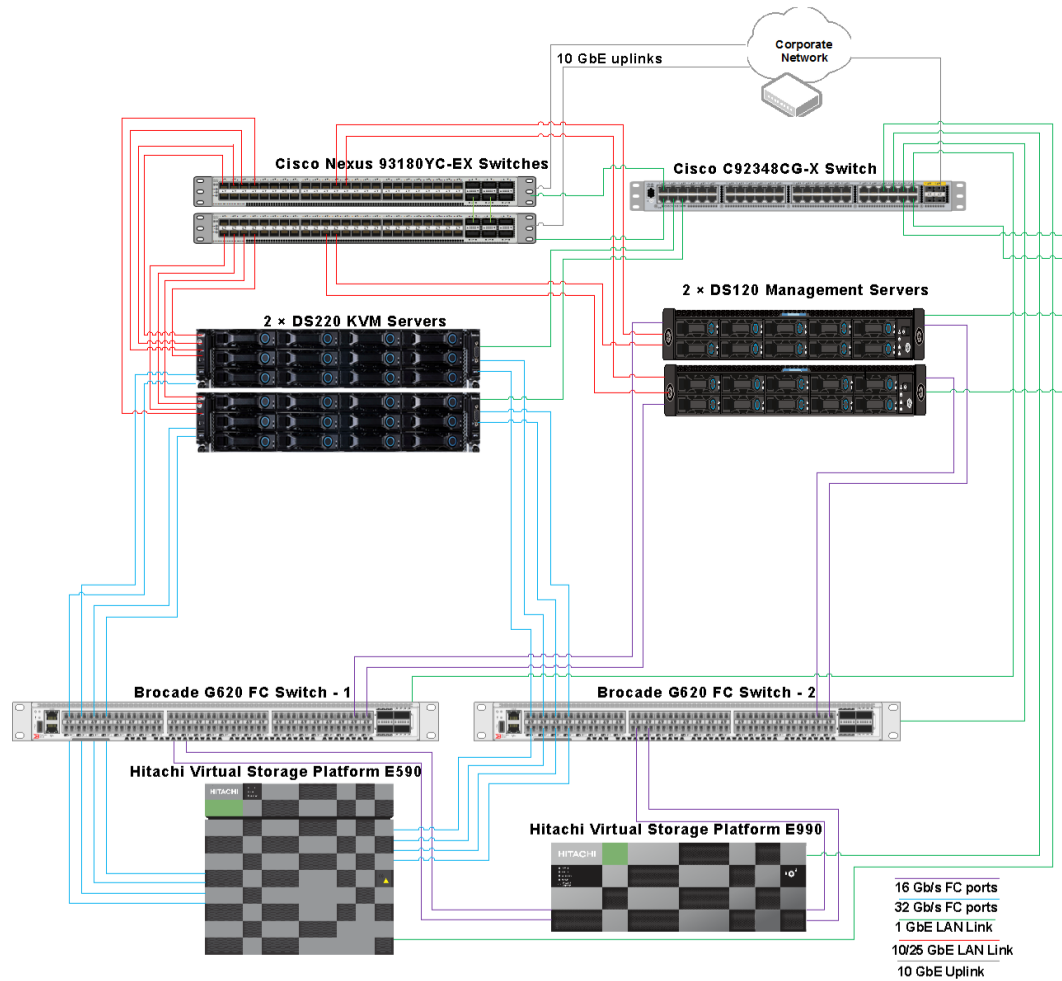 Corporate
Network
10 GbE uplinks
Cisco Nexus 93180YC-EX Switches
Cisco C92348CG-X Switch
2 × DS120 Management Servers
2 × DS220 KVM Servers
Brocade G620 FC Switch - 1
Brocade G620 FC Switch - 2
Hitachi Virtual Storage Platform E590
HITACHI
Hitachi Virtual Storage Platform E990
HITACHI
16 Gb/s FC ports
32 Gb/s FC ports
1 GbE LAN Link
10/25 GbE LAN Link
10 GbE Uplink